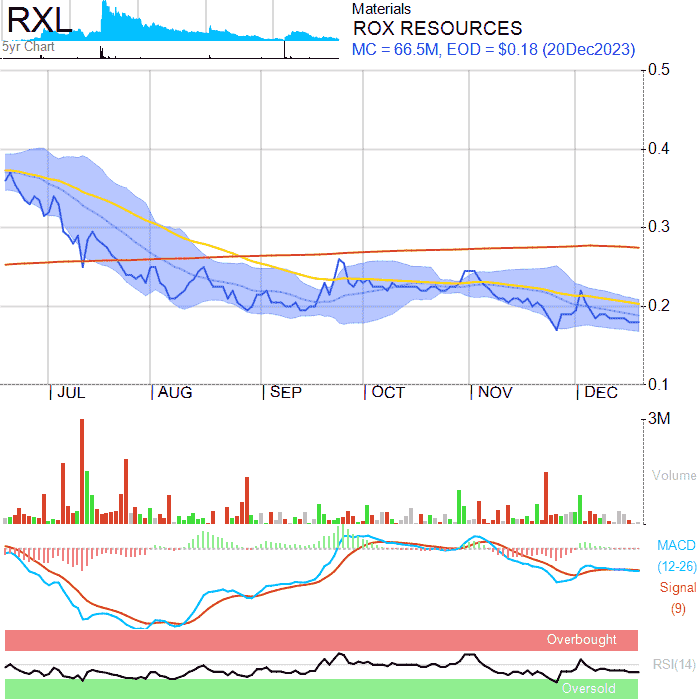 RXL
5yr Chart
Materials
ROX RESOURCES
MC = 66.5M, EOD = $0.18 (20Dec2023)
0.5
0.4
0.3
0.2
0.1
JUL
AUG
SEP
OCT
NOV
DEC
3M
Volume
MACD
(12-26)
Signal
(9)
Overbought
RSI(14)
Oversold